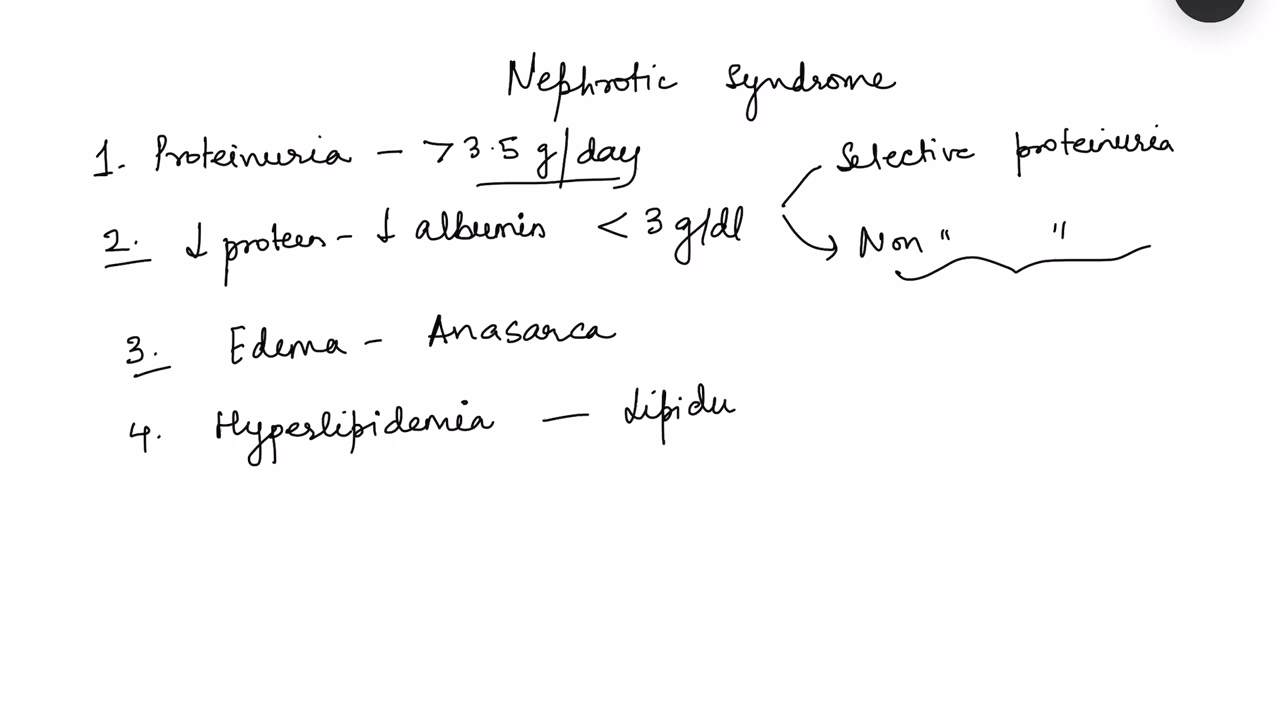 Nephrotic Syndrome
1. Proteinuria - > 3.5 g/day
Selective proteinuria
2. ↓ protein - ↓ albumin < 3 g/dl
Non " "
3. Edema - Anasarca
4. Hyperlipidemia — Lipidu